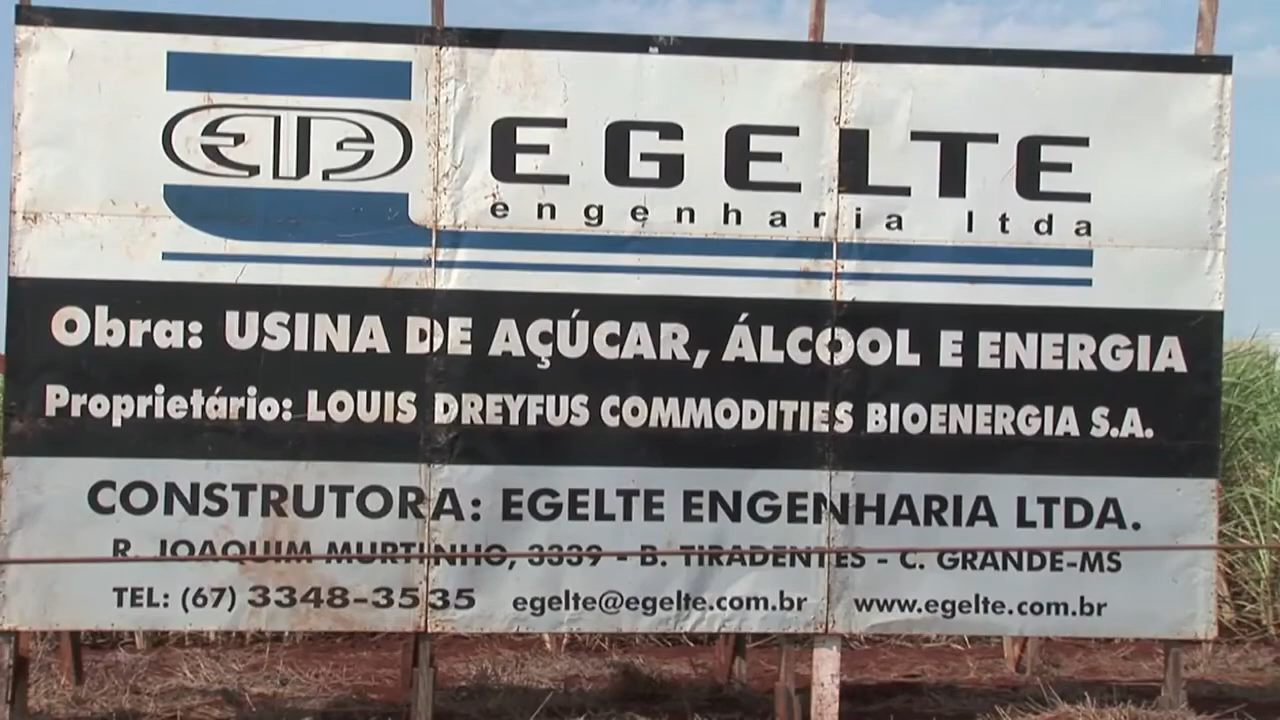 EGELTE
engenharia ltda
Obra: USINA DE AÇÚCAR, ÁLCOOL E ENERGIA
Proprietário: LOUIS DREYFUS COMMODITIES BIOENERGIA S.A.
CONSTRUTORA: EGELTE ENGENHARIA LTDA.
R. JOAQUIM MURTINHO, 3339 - B. TIRADENTES - C. GRANDE-MS
TEL: (67) 3348-3535 egelte@egelte.com.br www.egelte.com.br